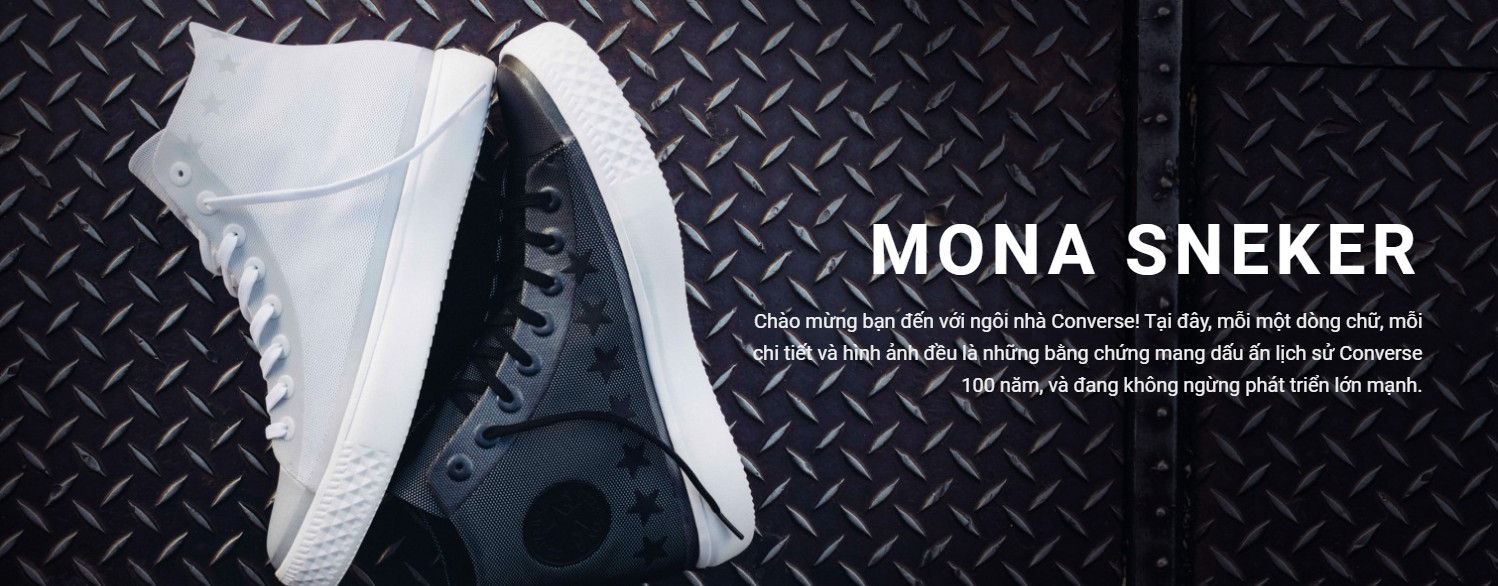 MONA SNEKER
Chào mừng bạn đến với ngôi nhà Converse! Tại đây, mỗi một dòng chữ, mỗi
chi tiết và hình ảnh đều là những bằng chứng mang dấu ấn lịch sử Converse
100 năm, và đang không ngừng phát triển lớn mạnh.